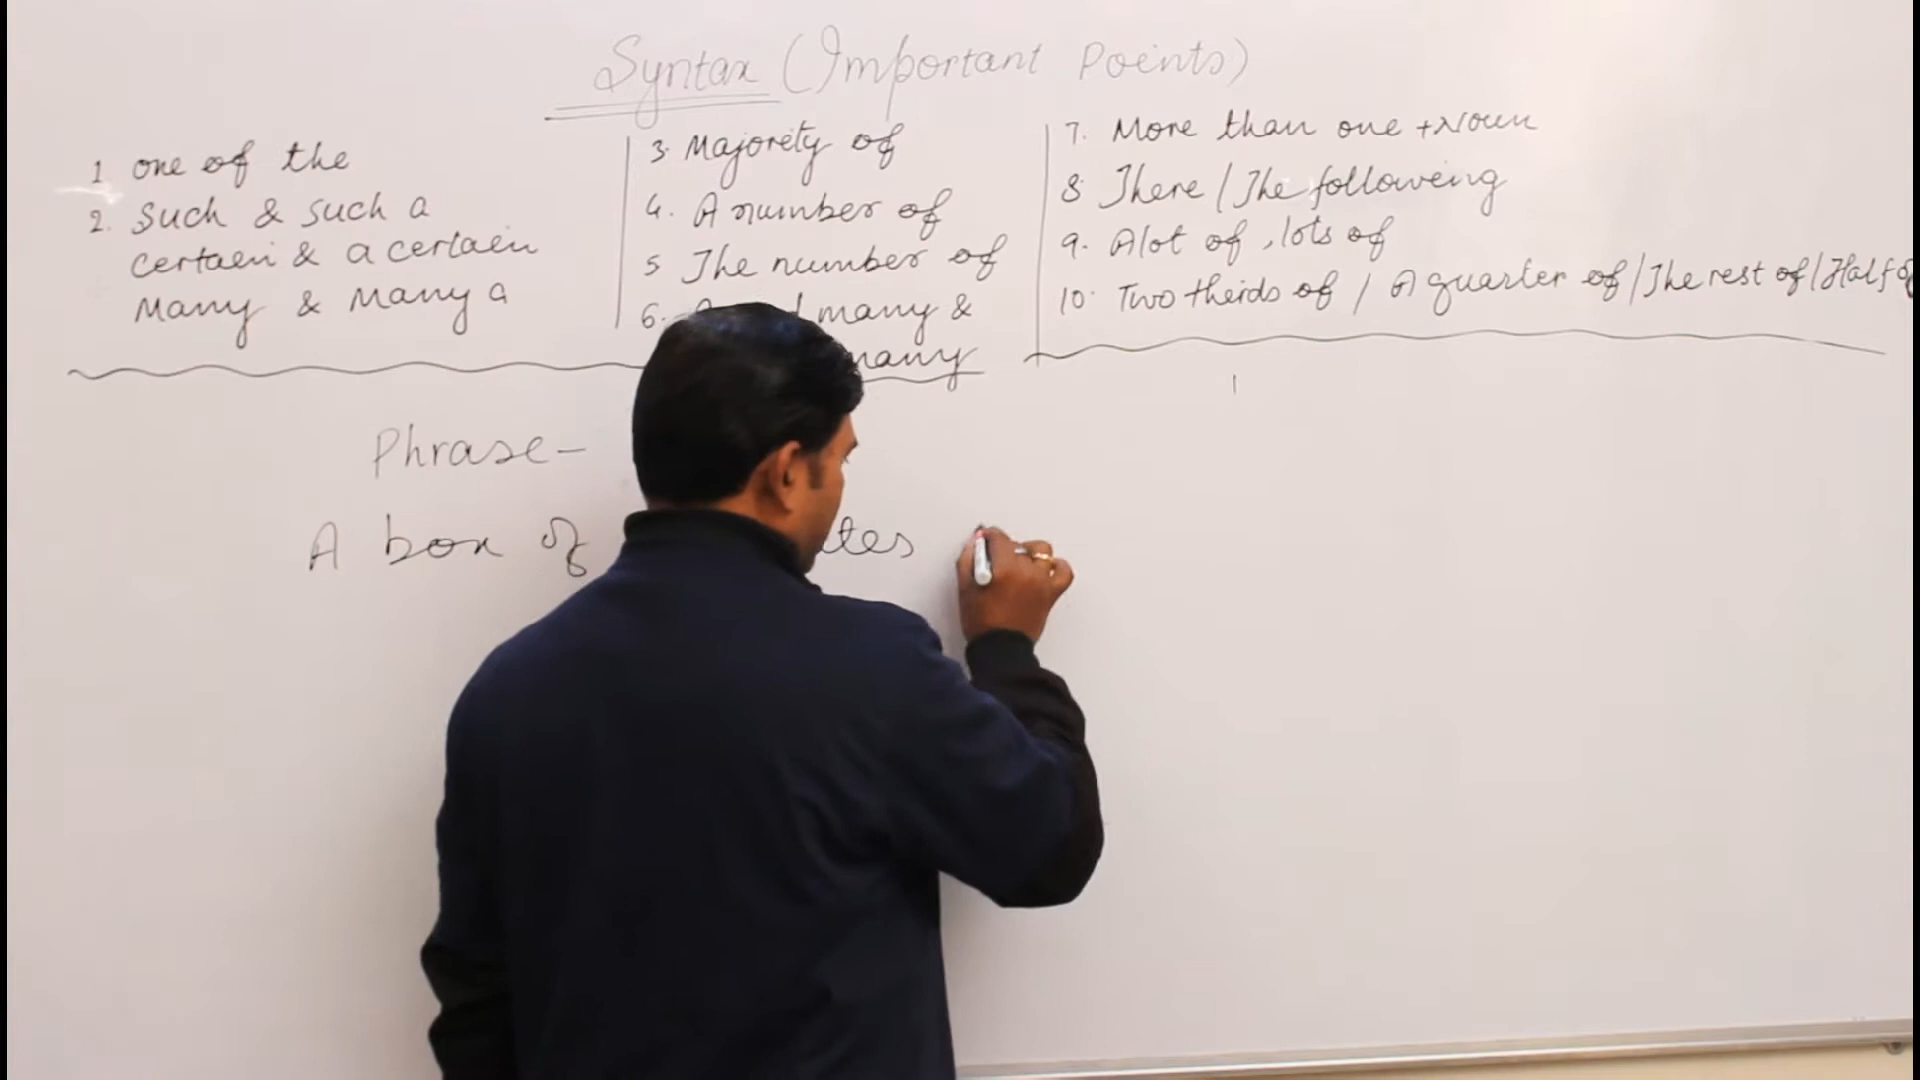 Syntax (Important Points)
1 one of the
2. Such & such a
certain & a certain
Many & Many a
3. Majority of
4. A number of
5 The number of
6. many &
many
7. More than one + Noun
8 There / The following
9. A lot of, lots of
10. Two thirds of / A quarter of / The rest of / Half of
Phrase-
A box of